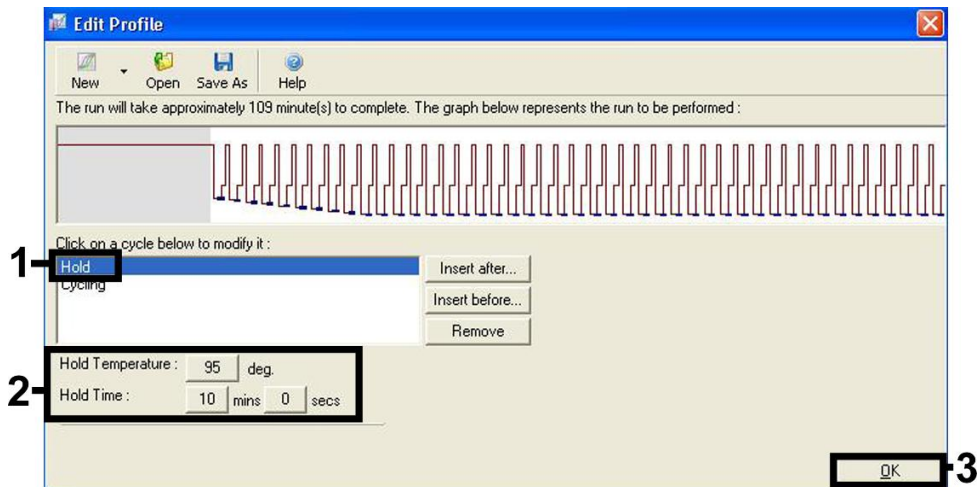 Edit Profile
New Open Save As Help
The run will take approximately 109 minute(s) to complete. The graph below represents the run to be performed :
Click on a cycle below to modify it :
1 Hold
Cycling
Insert after...
Insert before...
Remove
2
Hold Temperature : 95 deg.
Hold Time : 10 mins 0 secs
OK 3